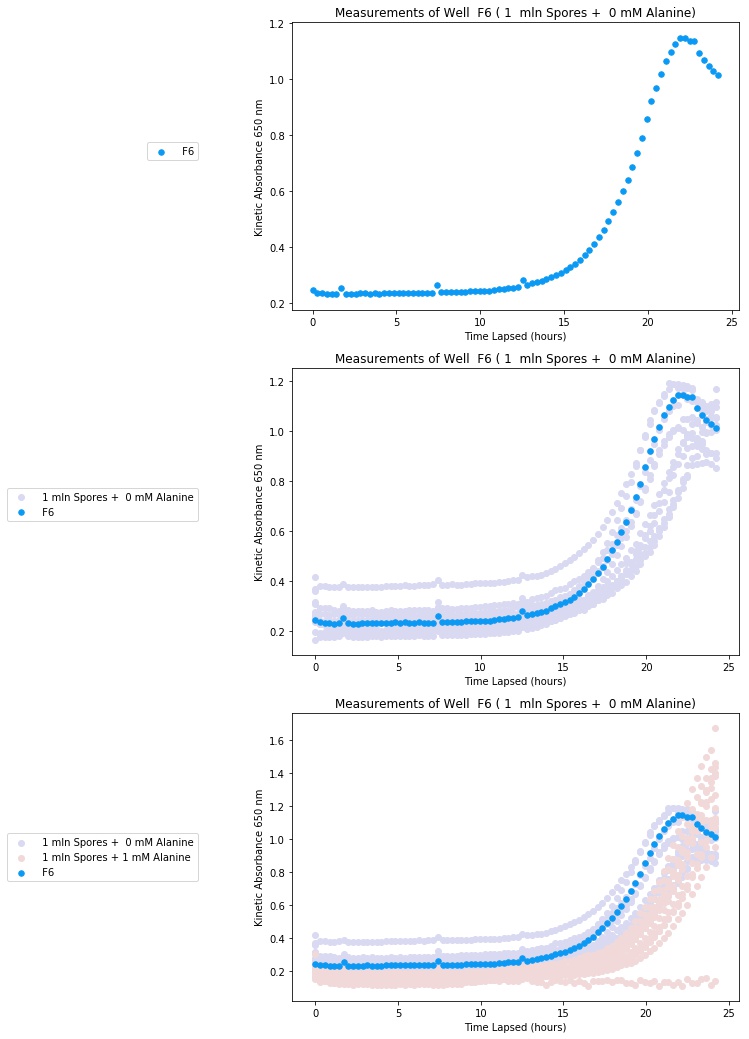 Measurements of Well  F6 ( 1  mln Spores +  0 mM Alanine)
1.2
1.0
0.8
0.6
0.4
0.2
Kinetic Absorbance 650 nm
F6
0 5 10 15 20 25
Time Lapsed (hours)
Measurements of Well  F6 ( 1  mln Spores +  0 mM Alanine)
1.2
1.0
0.8
0.6
0.4
0.2
Kinetic Absorbance 650 nm
1 mln Spores +  0 mM Alanine
F6
0 5 10 15 20 25
Time Lapsed (hours)
Measurements of Well  F6 ( 1  mln Spores +  0 mM Alanine)
1.6
1.4
1.2
1.0
0.8
0.6
0.4
0.2
Kinetic Absorbance 650 nm
1 mln Spores +  0 mM Alanine
1 mln Spores + 1 mM Alanine
F6
0 5 10 15 20 25
Time Lapsed (hours)